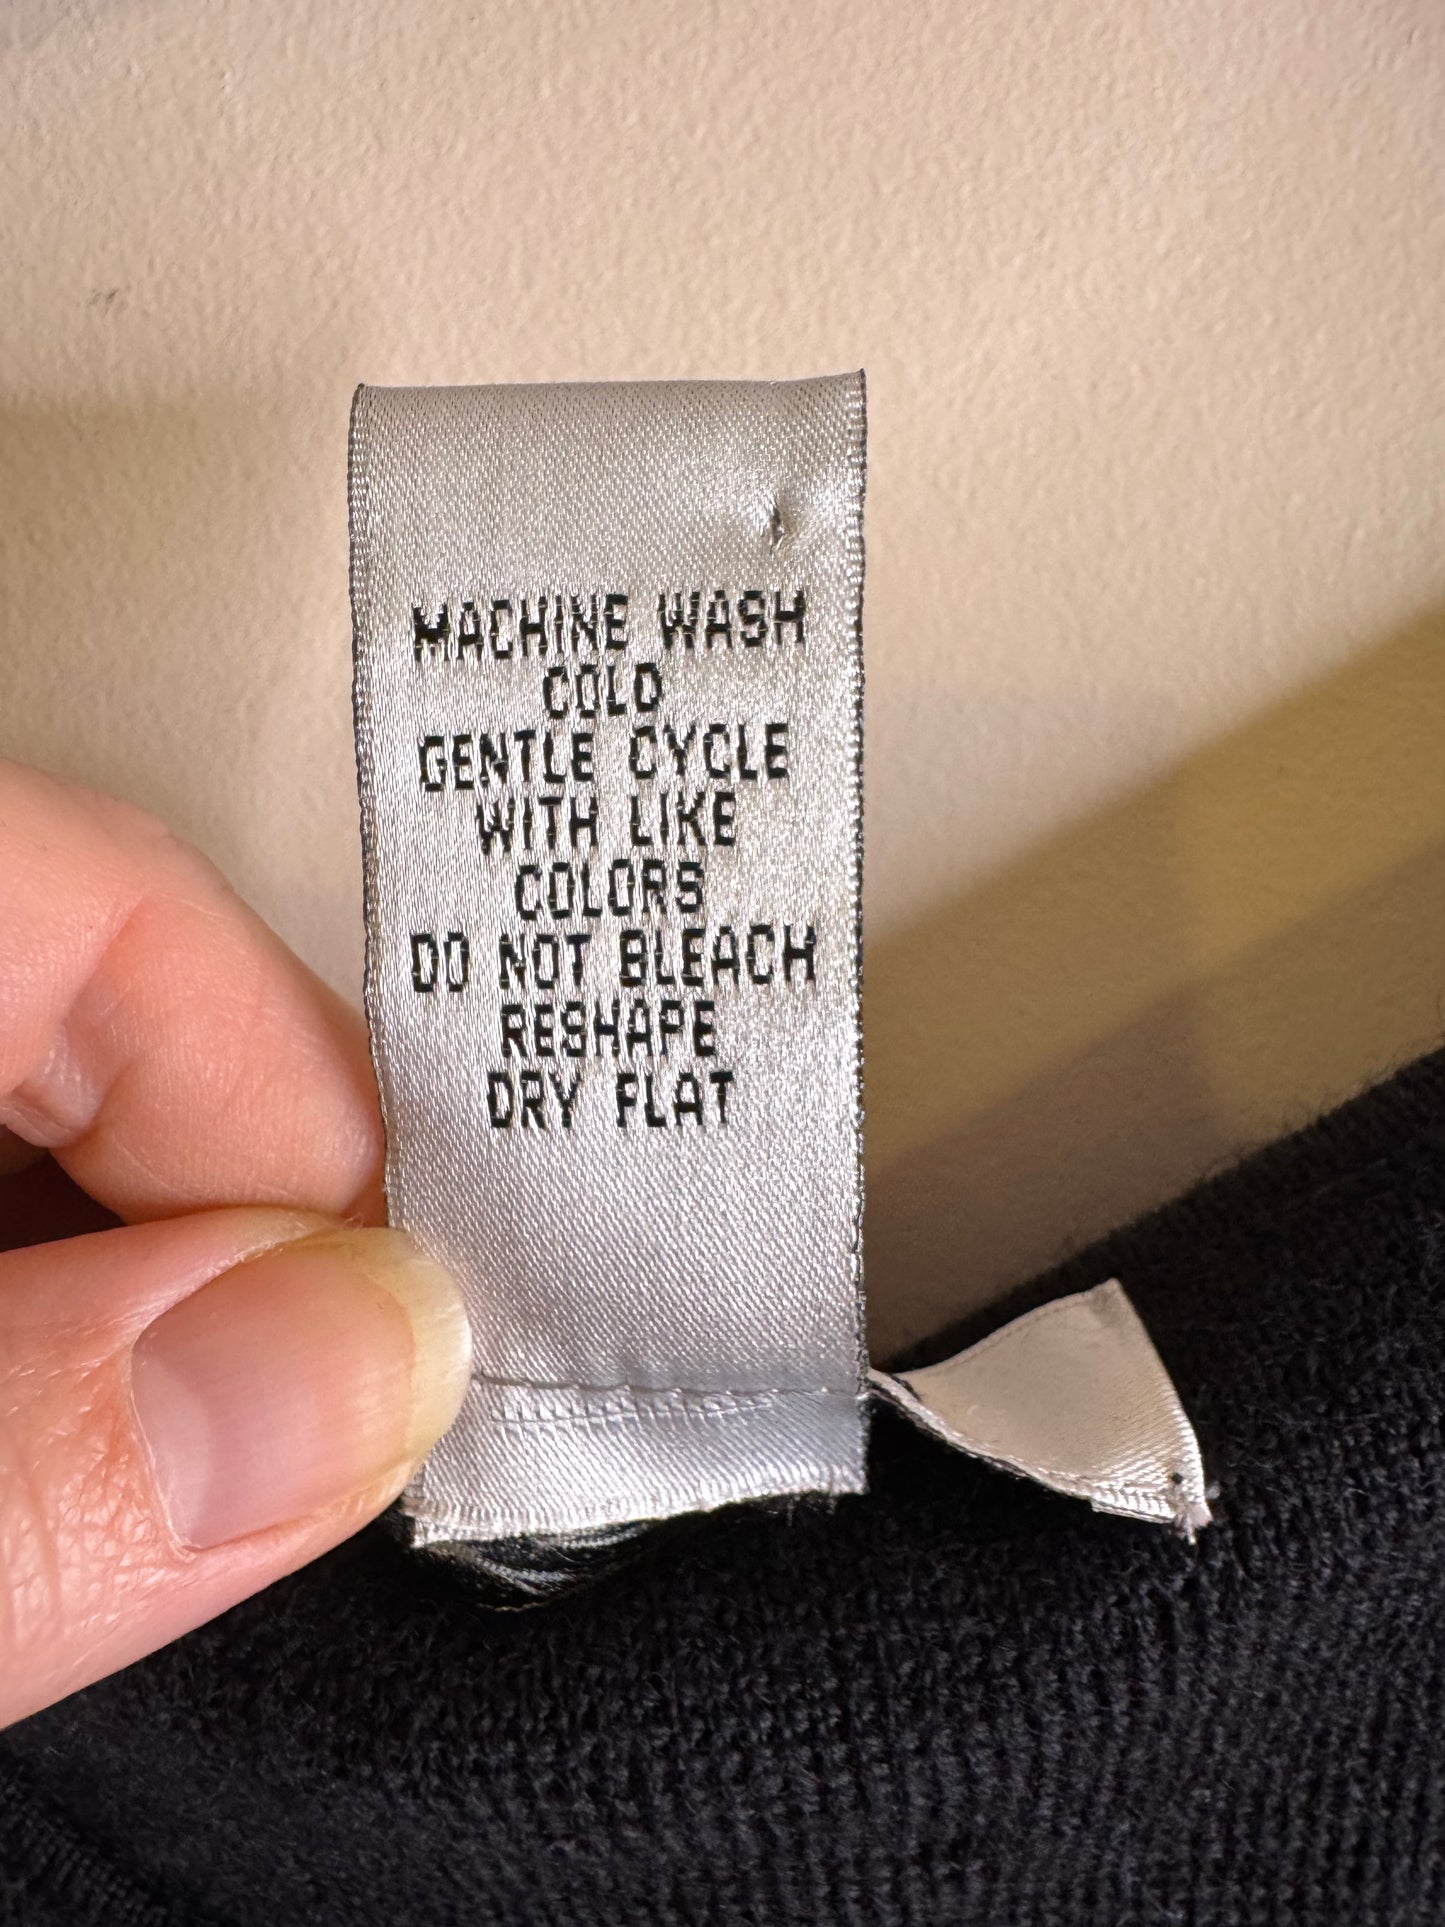 MACHINE WASH
COLD
GENTLE CYCLE
WITH LIKE
COLORS
DO NOT BLEACH
RESHAPE
DRY FLAT